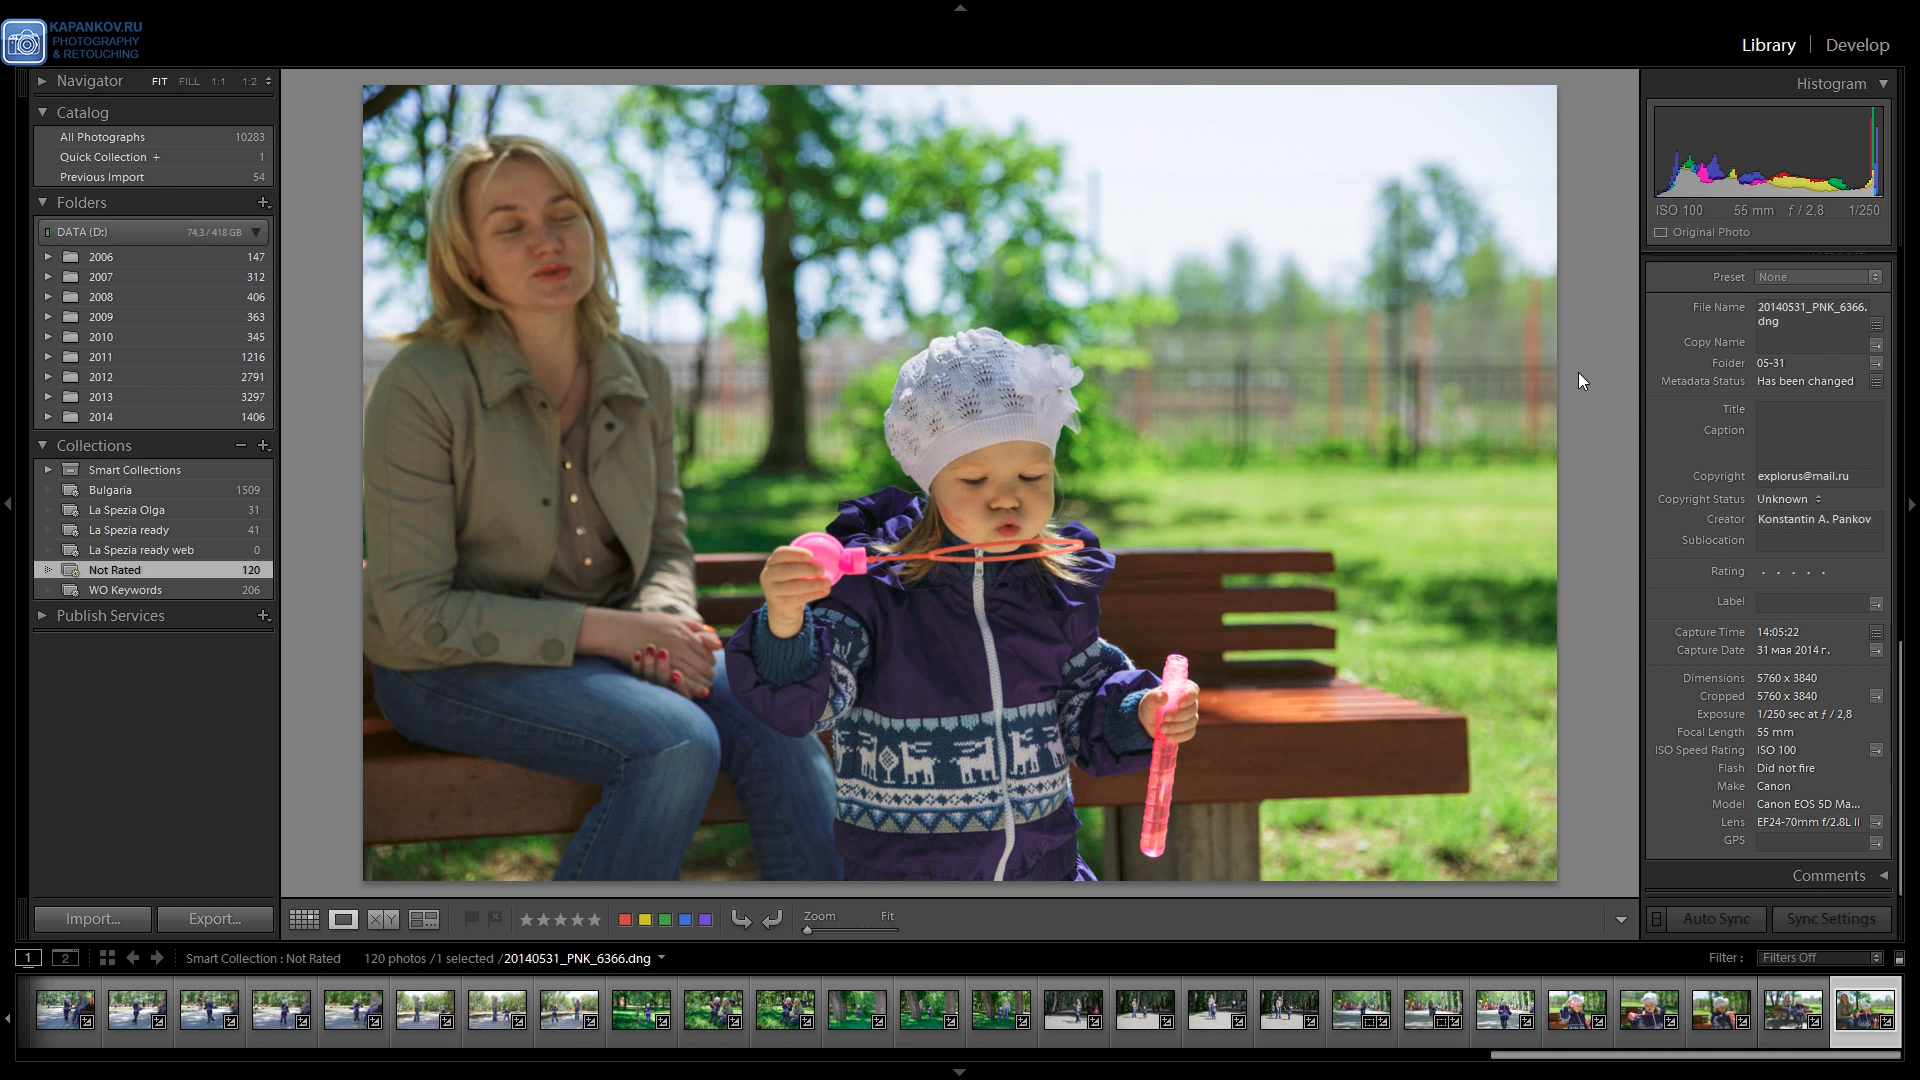 KAPANKOV.RU
PHOTOGRAPHY
& RETOUCHING
Library | Develop
Navigator FIT FILL 1:1 1:2
Catalog
All Photographs 10283
Quick Collection + 1
Previous Import 54
Folders
DATA (D:) 74,3 / 418 GB
2006 147
2007 312
2008 406
2009 363
2010 345
2011 1216
2012 2791
2013 3297
2014 1406
Collections
Smart Collections
Bulgaria 1509
La Spezia Olga 31
La Spezia ready 41
La Spezia ready web 0
Not Rated 120
WO Keywords 206
Publish Services
Import... Export...
Histogram
ISO 100 55 mm ƒ / 2,8 1/250
Original Photo
Preset None
File Name 20140531_PNK_6366.
dng
Copy Name
Folder 05-31
Metadata Status Has been changed
Title
Caption
Copyright explorus@mail.ru
Copyright Status Unknown
Creator Konstantin A. Pankov
Sublocation
Rating . . . . .
Label
Capture Time 14:05:22
Capture Date 31 мая 2014 г.
Dimensions 5760 x 3840
Cropped 5760 x 3840
Exposure 1/250 sec at ƒ / 2,8
Focal Length 55 mm
ISO Speed Rating ISO 100
Flash Did not fire
Make Canon
Model Canon EOS 5D Ma...
Lens EF24-70mm f/2.8L II
GPS
Comments
Auto Sync Sync Settings
X Y Zoom Fit
1 2 Smart Collection : Not Rated 120 photos / 1 selected / 20140531_PNK_6366.dng Filter : Filters Off